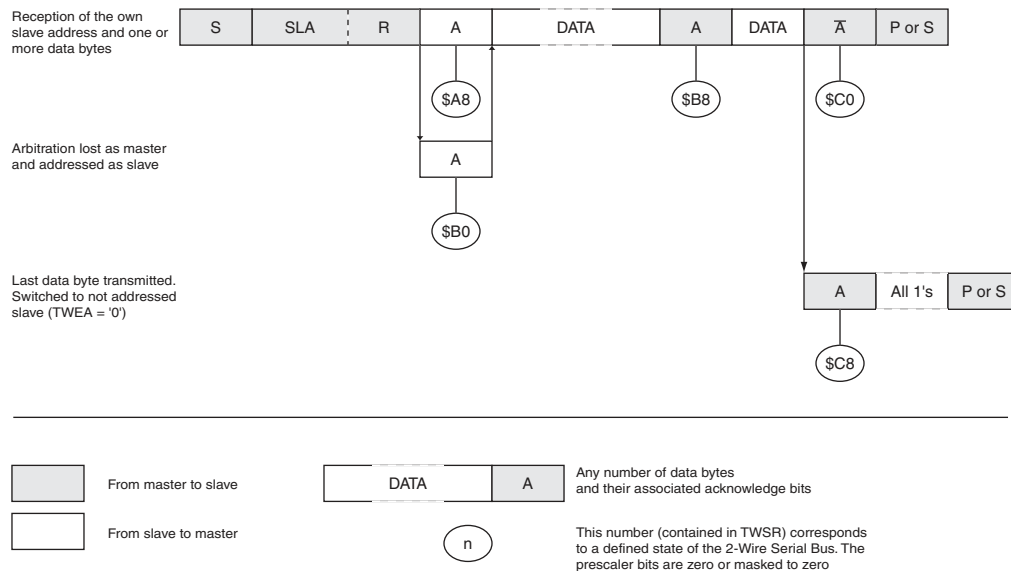 Reception of the own
slave address and one or
more data bytes
S SLA R A DATA A DATA A̅ P or S
$A8 $B8 $C0
Arbitration lost as master
and addressed as slave
A
$B0
Last data byte transmitted.
Switched to not addressed
slave (TWEA = '0')
A All 1's P or S
$C8
From master to slave
DATA A
Any number of data bytes
and their associated acknowledge bits
From slave to master
n
This number (contained in TWSR) corresponds
to a defined state of the 2-Wire Serial Bus. The
prescaler bits are zero or masked to zero